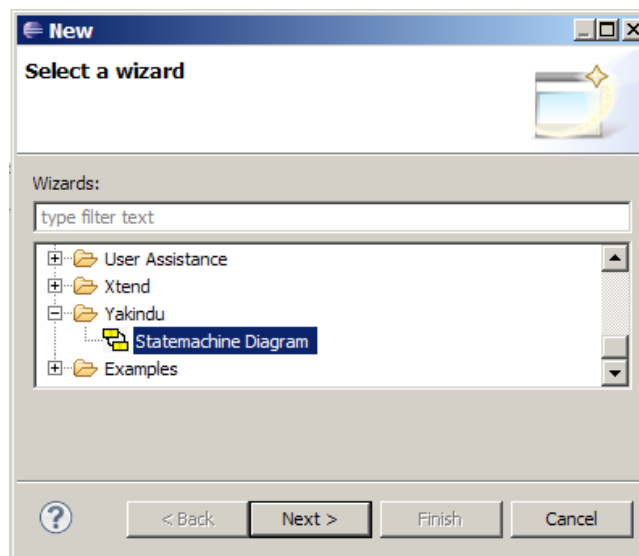 New
Select a wizard
Wizards:
type filter text
User Assistance
Xtend
Yakindu
Statemachine Diagram
Examples
? < Back Next > Finish Cancel